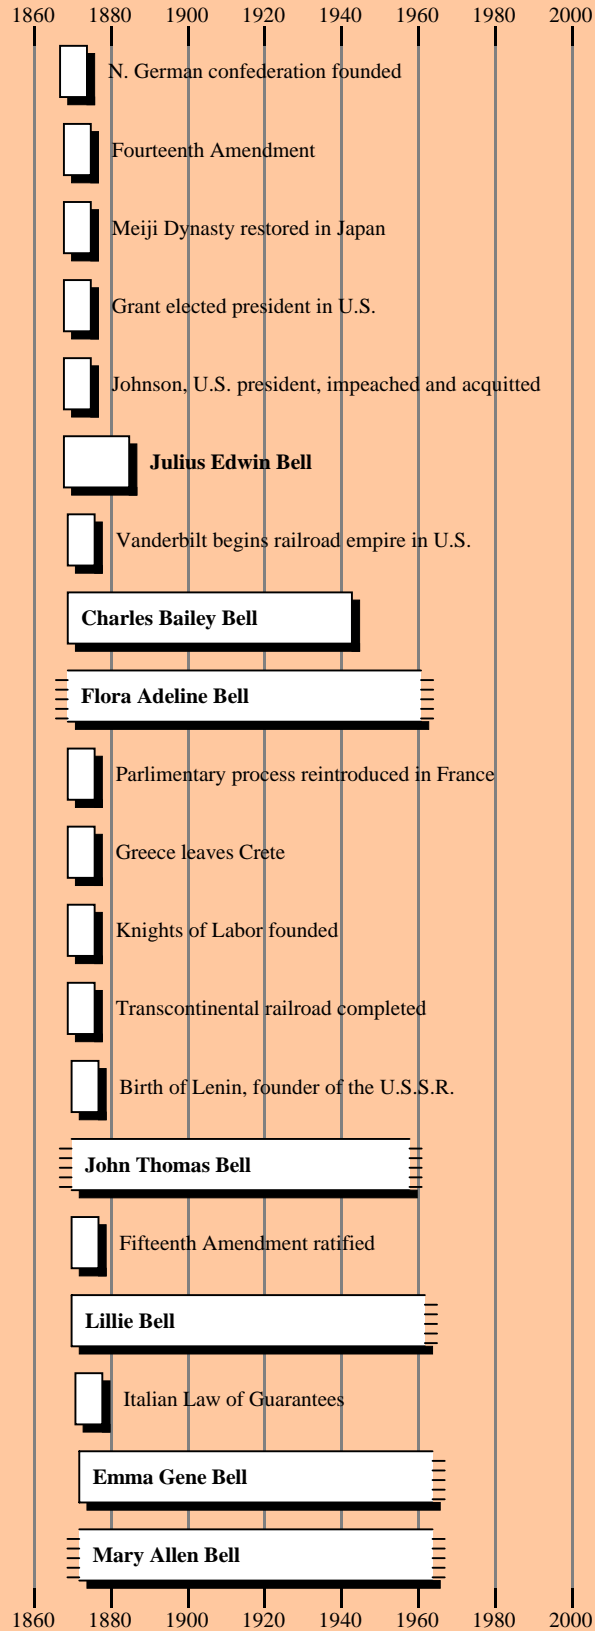 1860 1880 1900 1920 1940 1960 1980 2000
N. German confederation founded
Fourteenth Amendment
Meiji Dynasty restored in Japan
Grant elected president in U.S.
Johnson, U.S. president, impeached and acquitted
Julius Edwin Bell
Vanderbilt begins railroad empire in U.S.
Charles Bailey Bell
Flora Adeline Bell
Parlimentary process reintroduced in France
Greece leaves Crete
Knights of Labor founded
Transcontinental railroad completed
Birth of Lenin, founder of the U.S.S.R.
John Thomas Bell
Fifteenth Amendment ratified
Lillie Bell
Italian Law of Guarantees
Emma Gene Bell
Mary Allen Bell
1860 1880 1900 1920 1940 1960 1980 2000